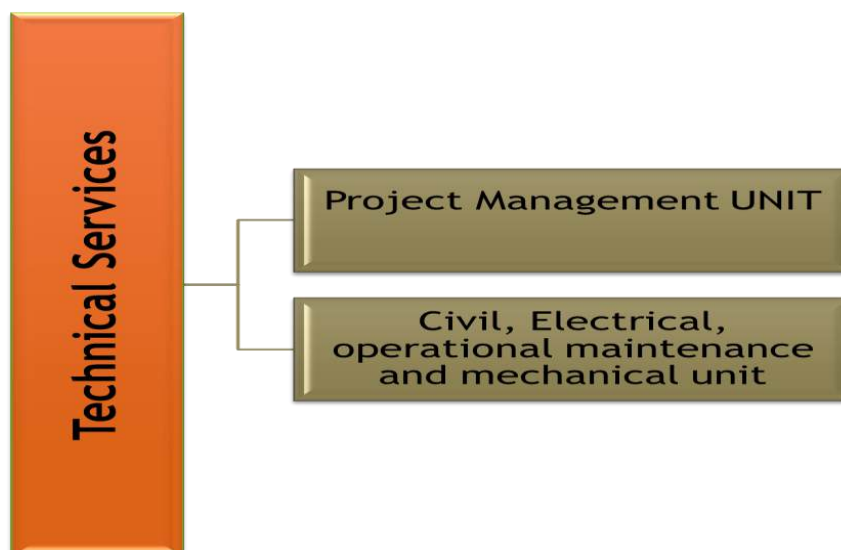 Technical Services
Project Management UNIT
Civil, Electrical,
operational maintenance
and mechanical unit